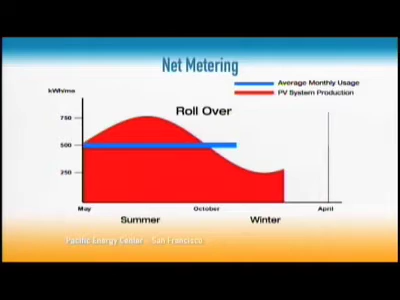 Net Metering
Average Monthly Usage
PV System Production
kWh/mo
Roll Over
750
500
250
May
October
April
Summer
Winter
Pacific Energy Center - San Francisco